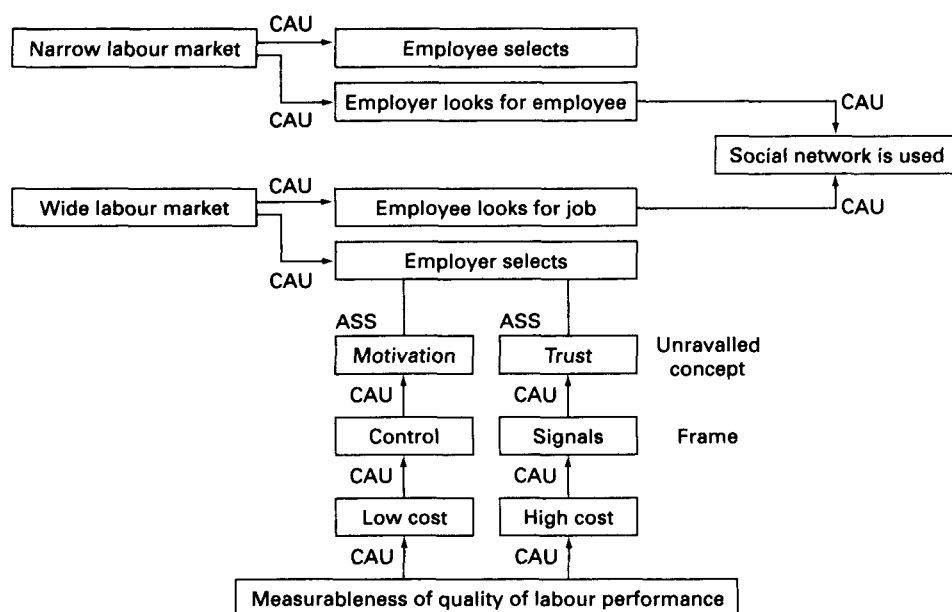 CAU
Narrow labour market
Employee selects
Employer looks for employee
CAU
CAU
Social network is used
CAU
Wide labour market
Employee looks for job
CAU
Employer selects
CAU
ASS
ASS
Motivation
Trust
Unravalled
concept
CAU
CAU
Control
Signals
Frame
CAU
CAU
Low cost
High cost
CAU
CAU
Measurableness of quality of labour performance